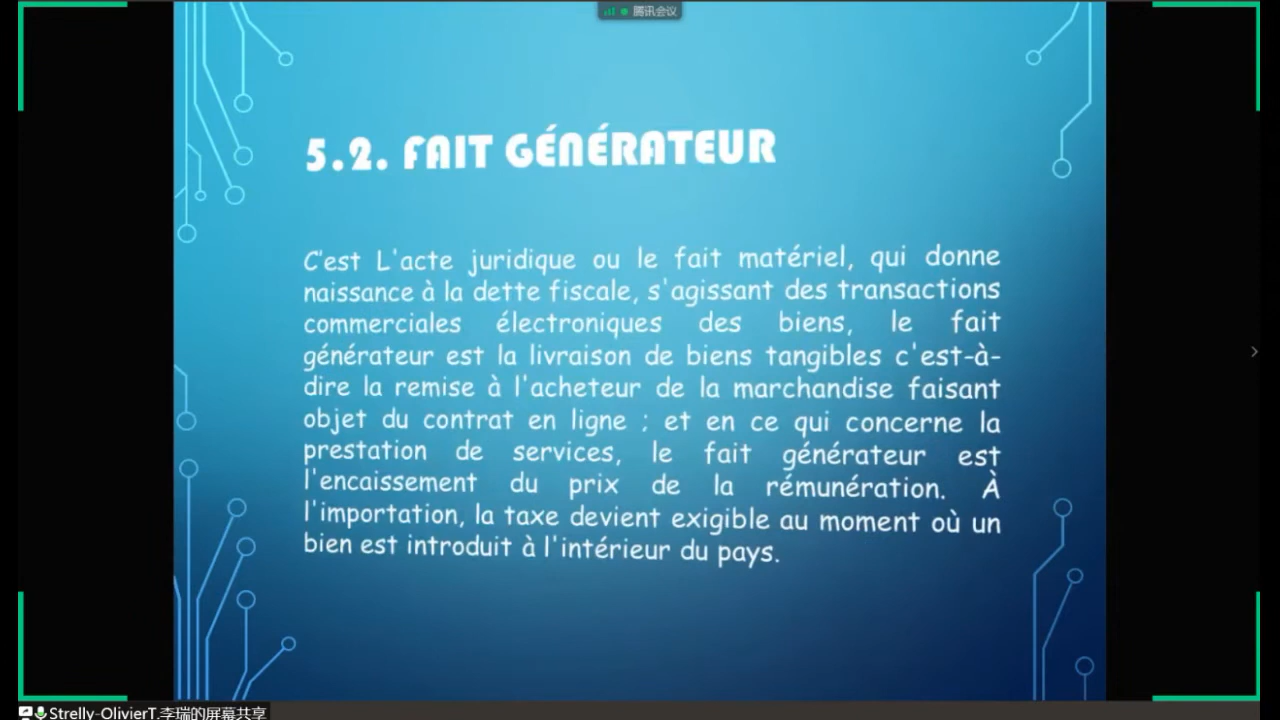 腾讯会议
5.2. FAIT GÉNÉRATEUR
C'est L'acte juridique ou le fait matériel, qui donne
naissance à la dette fiscale, s'agissant des transactions
commerciales électroniques des biens, le fait
générateur est la livraison de biens tangibles c'est-à-
dire la remise à l'acheteur de la marchandise faisant
objet du contrat en ligne ; et en ce qui concerne la
prestation de services, le fait générateur est
l'encaissement du prix de la rémunération. À
l'importation, la taxe devient exigible au moment où un
bien est introduit à l'intérieur du pays.
Strelly-OlivierT.李瑞的屏幕共享